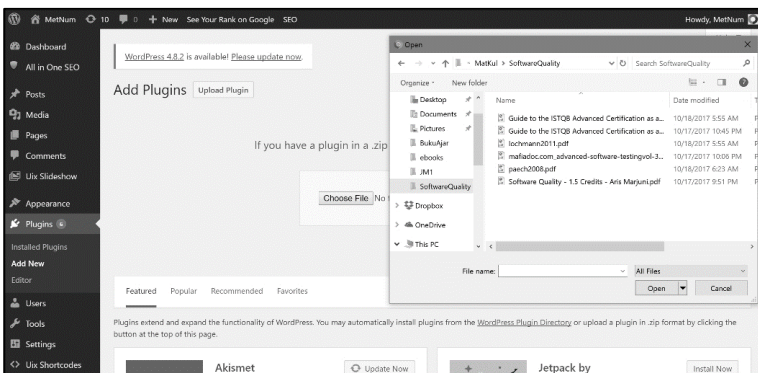 MetNum 10 0 New See Your Rank on Google SEO Howdy, MetNum
Dashboard
All in One SEO
Posts
Media
Pages
Comments
Uix Slideshow
Appearance
Plugins 4
Installed Plugins
Add New
Editor
Users
Tools
Settings
Uix Shortcodes
WordPress 4.8.2 is available! Please update now.
Add Plugins Upload Plugin
If you have a plugin in a .zip
Choose File No
Open
MatKul > SoftwareQuality Search SoftwareQuality
Organize New folder
Desktop
Documents
Pictures
BukuAjar
ebooks
JM1
SoftwareQuality
Dropbox
OneDrive
This PC
Name Date modified
Guide to the ISTQB Advanced Certification as a... 10/18/2017 5:55 AM
Guide to the ISTQB Advanced Certification as a... 10/17/2017 10:45 PM
lochmann2011.pdf 10/18/2017 5:55 AM
mafiadoc.com_advanced-software-testingvol-3... 10/17/2017 10:06 PM
paech2008.pdf 10/18/2017 6:23 AM
Software Quality - 1.5 Credits - Aris Marjuni.pdf 10/17/2017 9:51 PM
File name: All Files
Open Cancel
Featured Popular Recommended Favorites
Plugins extend and expand the functionality of WordPress. You may automatically install plugins from the WordPress Plugin Directory or upload a plugin in .zip format by clicking the
button at the top of this page.
Akismet Update Now
Jetpack by Install Now